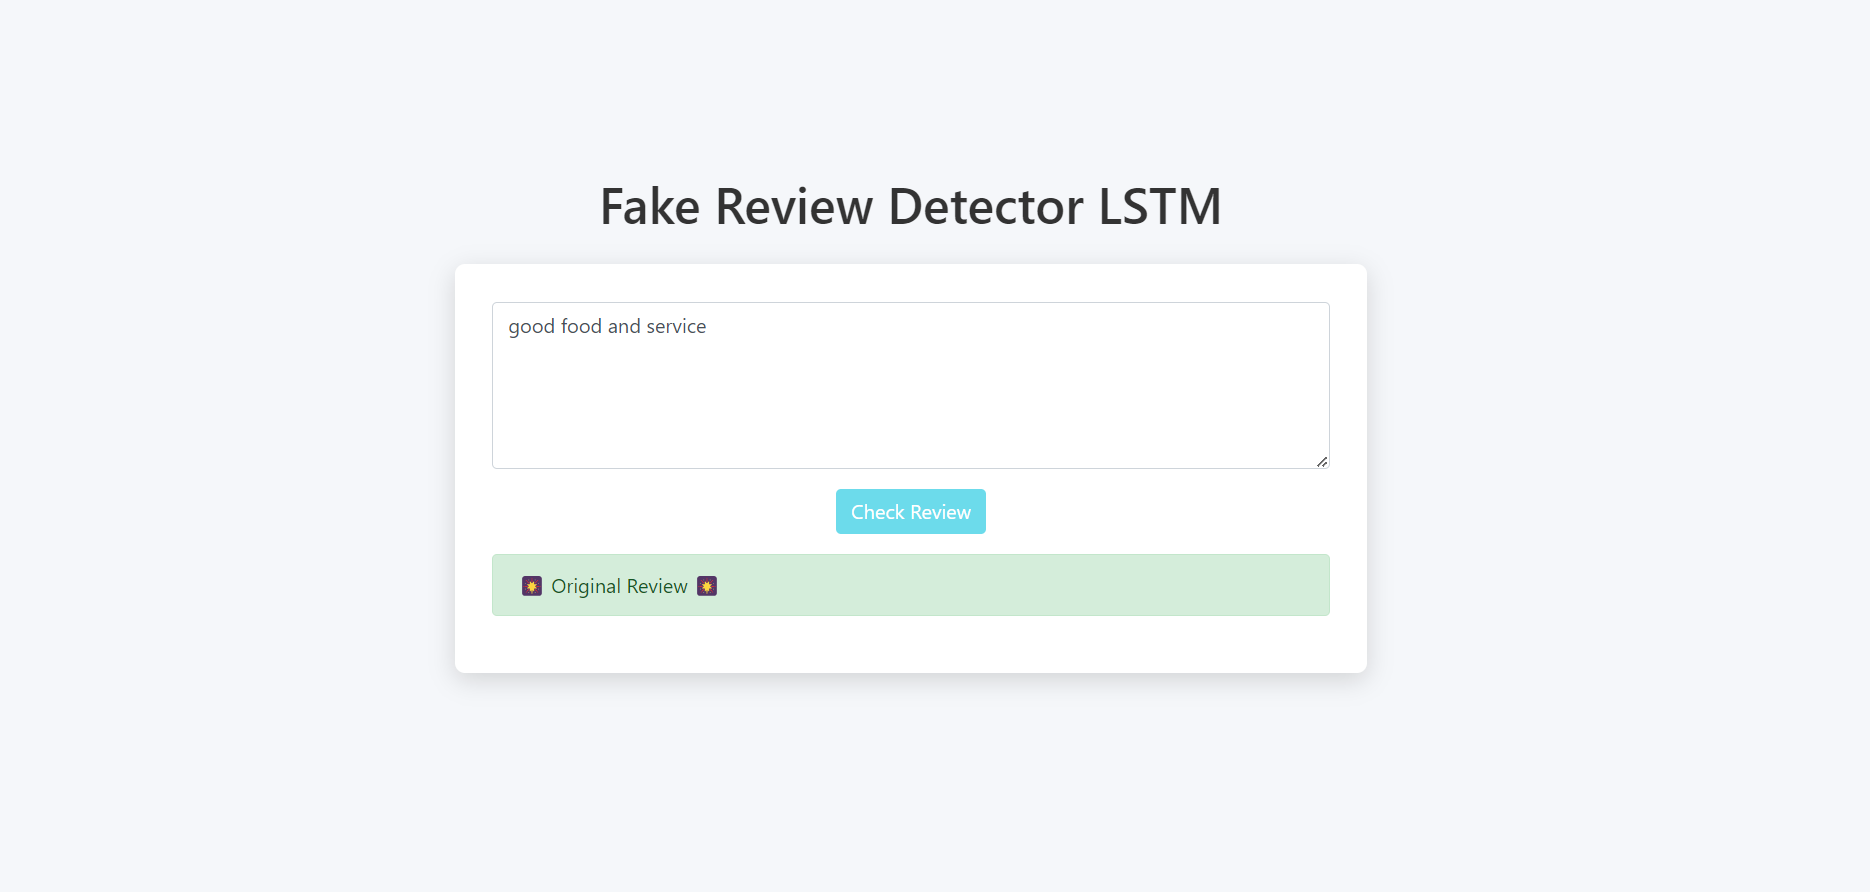 Fake Review Detector LSTM
good food and service
Check Review
🎇 Original Review 🎇